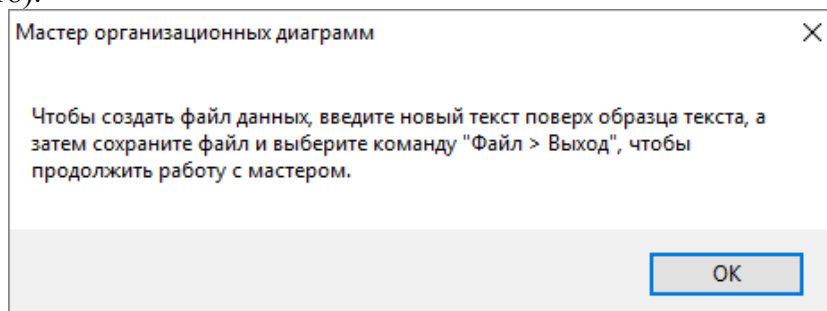 Мастер организационных диаграмм
Чтобы создать файл данных, введите новый текст поверх образца текста, а
затем сохраните файл и выберите команду "Файл > Выход", чтобы
продолжить работу с мастером.
OK